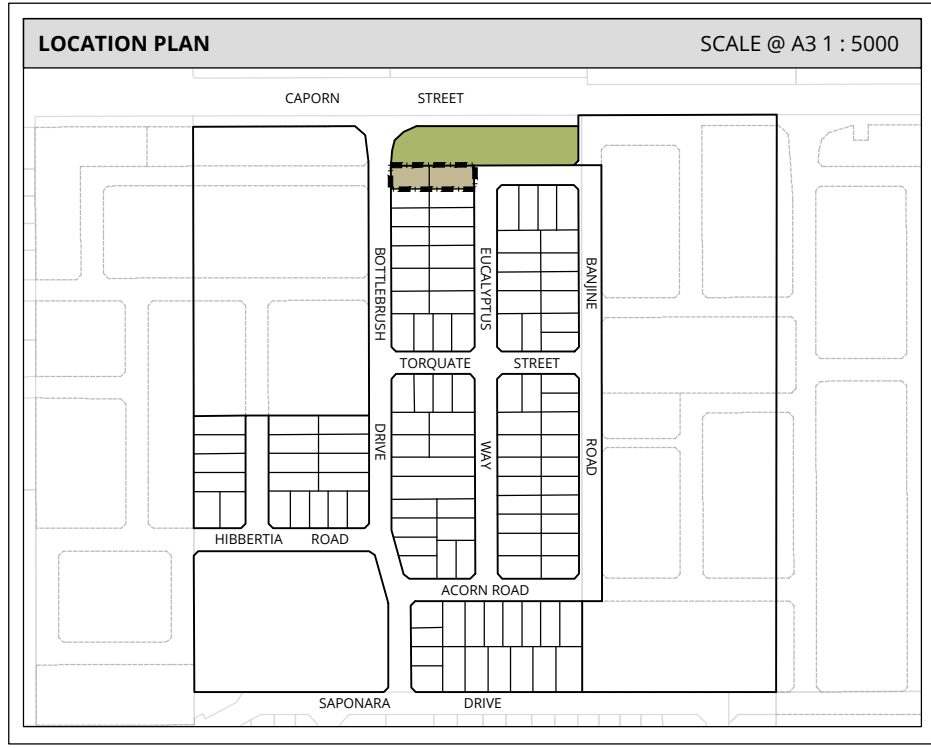 LOCATION PLAN
SCALE @ A3 1 : 5000
CAPORN STREET
BOTTLEBRUSH
EUCALYPTUS
BANJINE
TORQUATE STREET
DRIVE
WAY
ROAD
HIBBERTIA ROAD
ACORN ROAD
SAPONARA DRIVE